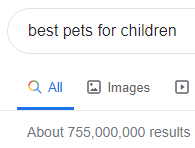 best pets for children
All Images
About 755,000,000 results